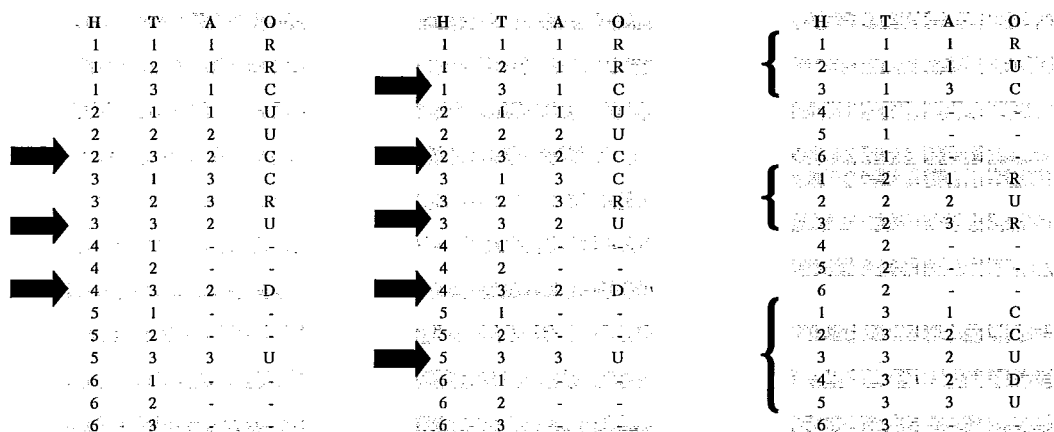 H T A O
1 1 1 R
1 2 1 R
1 3 1 C
2 1 1 U
2 2 2 U
2 3 2 C
3 1 3 C
3 2 3 R
3 3 2 U
4 1 - -
4 2 - -
4 3 2 D
5 1 - -
5 2 - -
5 3 3 U
6 1 - -
6 2 - -
6 3 - -
H T A O
1 1 1 R
1 2 1 R
1 3 1 C
2 1 1 U
2 2 2 U
2 3 2 C
3 1 3 C
3 2 3 R
3 3 2 U
4 1 - -
4 2 - -
4 3 2 D
5 1 - -
5 2 - -
5 3 3 U
6 1 - -
6 2 - -
6 3 - -
H T A O
1 1 1 R
2 1 1 U
3 1 3 C
4 1 - -
5 1 - -
6 1 - -
1 2 1 R
2 2 2 U
3 2 3 R
4 2 - -
5 2 - -
6 2 - -
1 3 1 C
2 3 2 C
3 3 2 U
4 3 2 D
5 3 3 U
6 3